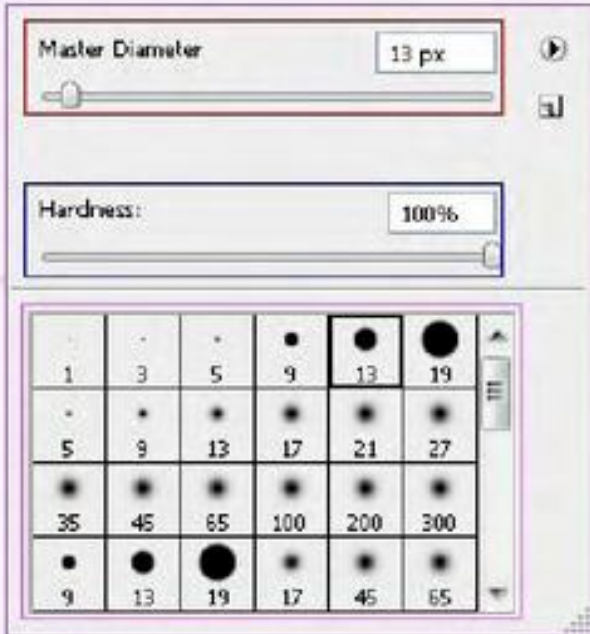 Master Diameter 13 px
Hardness: 100%
1 3 5 9 13 19
5 9 13 17 21 27
35 45 65 100 200 300
9 13 19 17 45 65